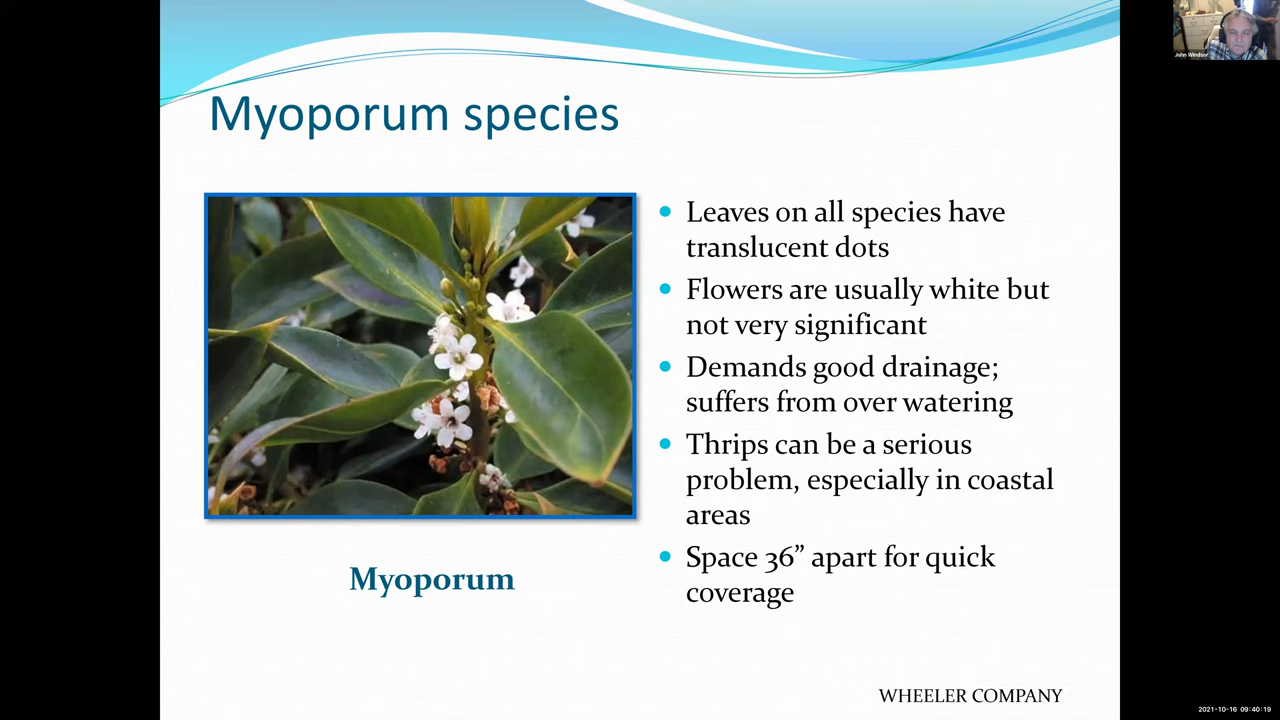 John Windsor
Myoporum species
Leaves on all species have
translucent dots
Flowers are usually white but
not very significant
Demands good drainage;
suffers from over watering
Thrips can be a serious
problem, especially in coastal
areas
Space 36” apart for quick
coverage
Myoporum
WHEELER COMPANY
2021-10-16 09:40:19